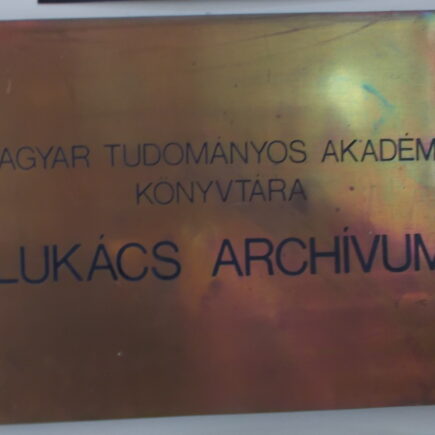 AGYAR TUDOMÁNYOS AKADÉM
KÖNYVTÁRA
LUKÁCS ARCHÍVUM